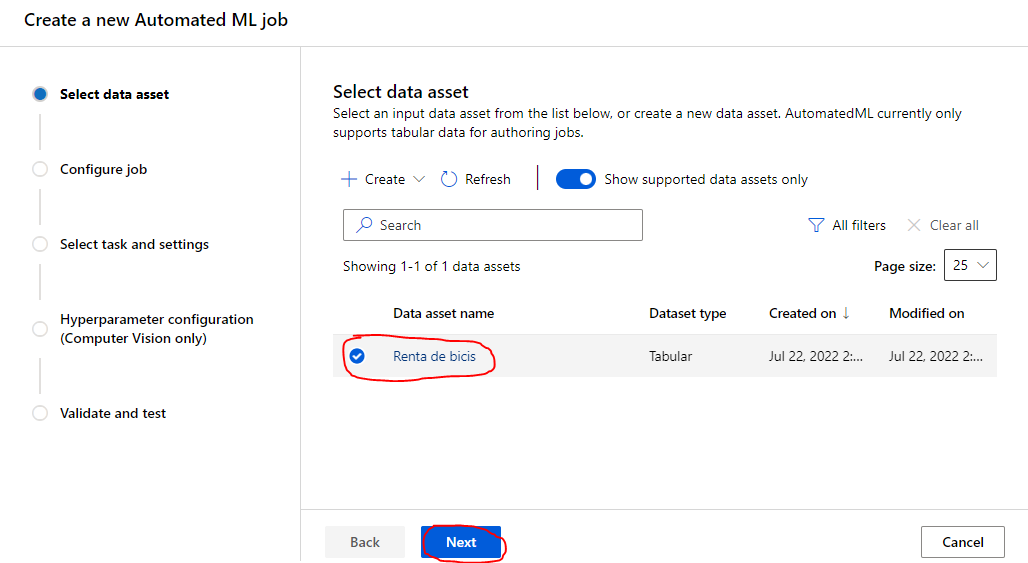 Create a new Automated ML job
Select data asset
Configure job
Select task and settings
Hyperparameter configuration
(Computer Vision only)
Validate and test
Select data asset
Select an input data asset from the list below, or create a new data asset. AutomatedML currently only
supports tabular data for authoring jobs.
Create Refresh Show supported data assets only
Search All filters Clear all
Showing 1-1 of 1 data assets Page size: 25
Data asset name Dataset type Created on ↓ Modified on
Renta de bicis Tabular Jul 22, 2022 2:... Jul 22, 2022 2:...
Back Next Cancel